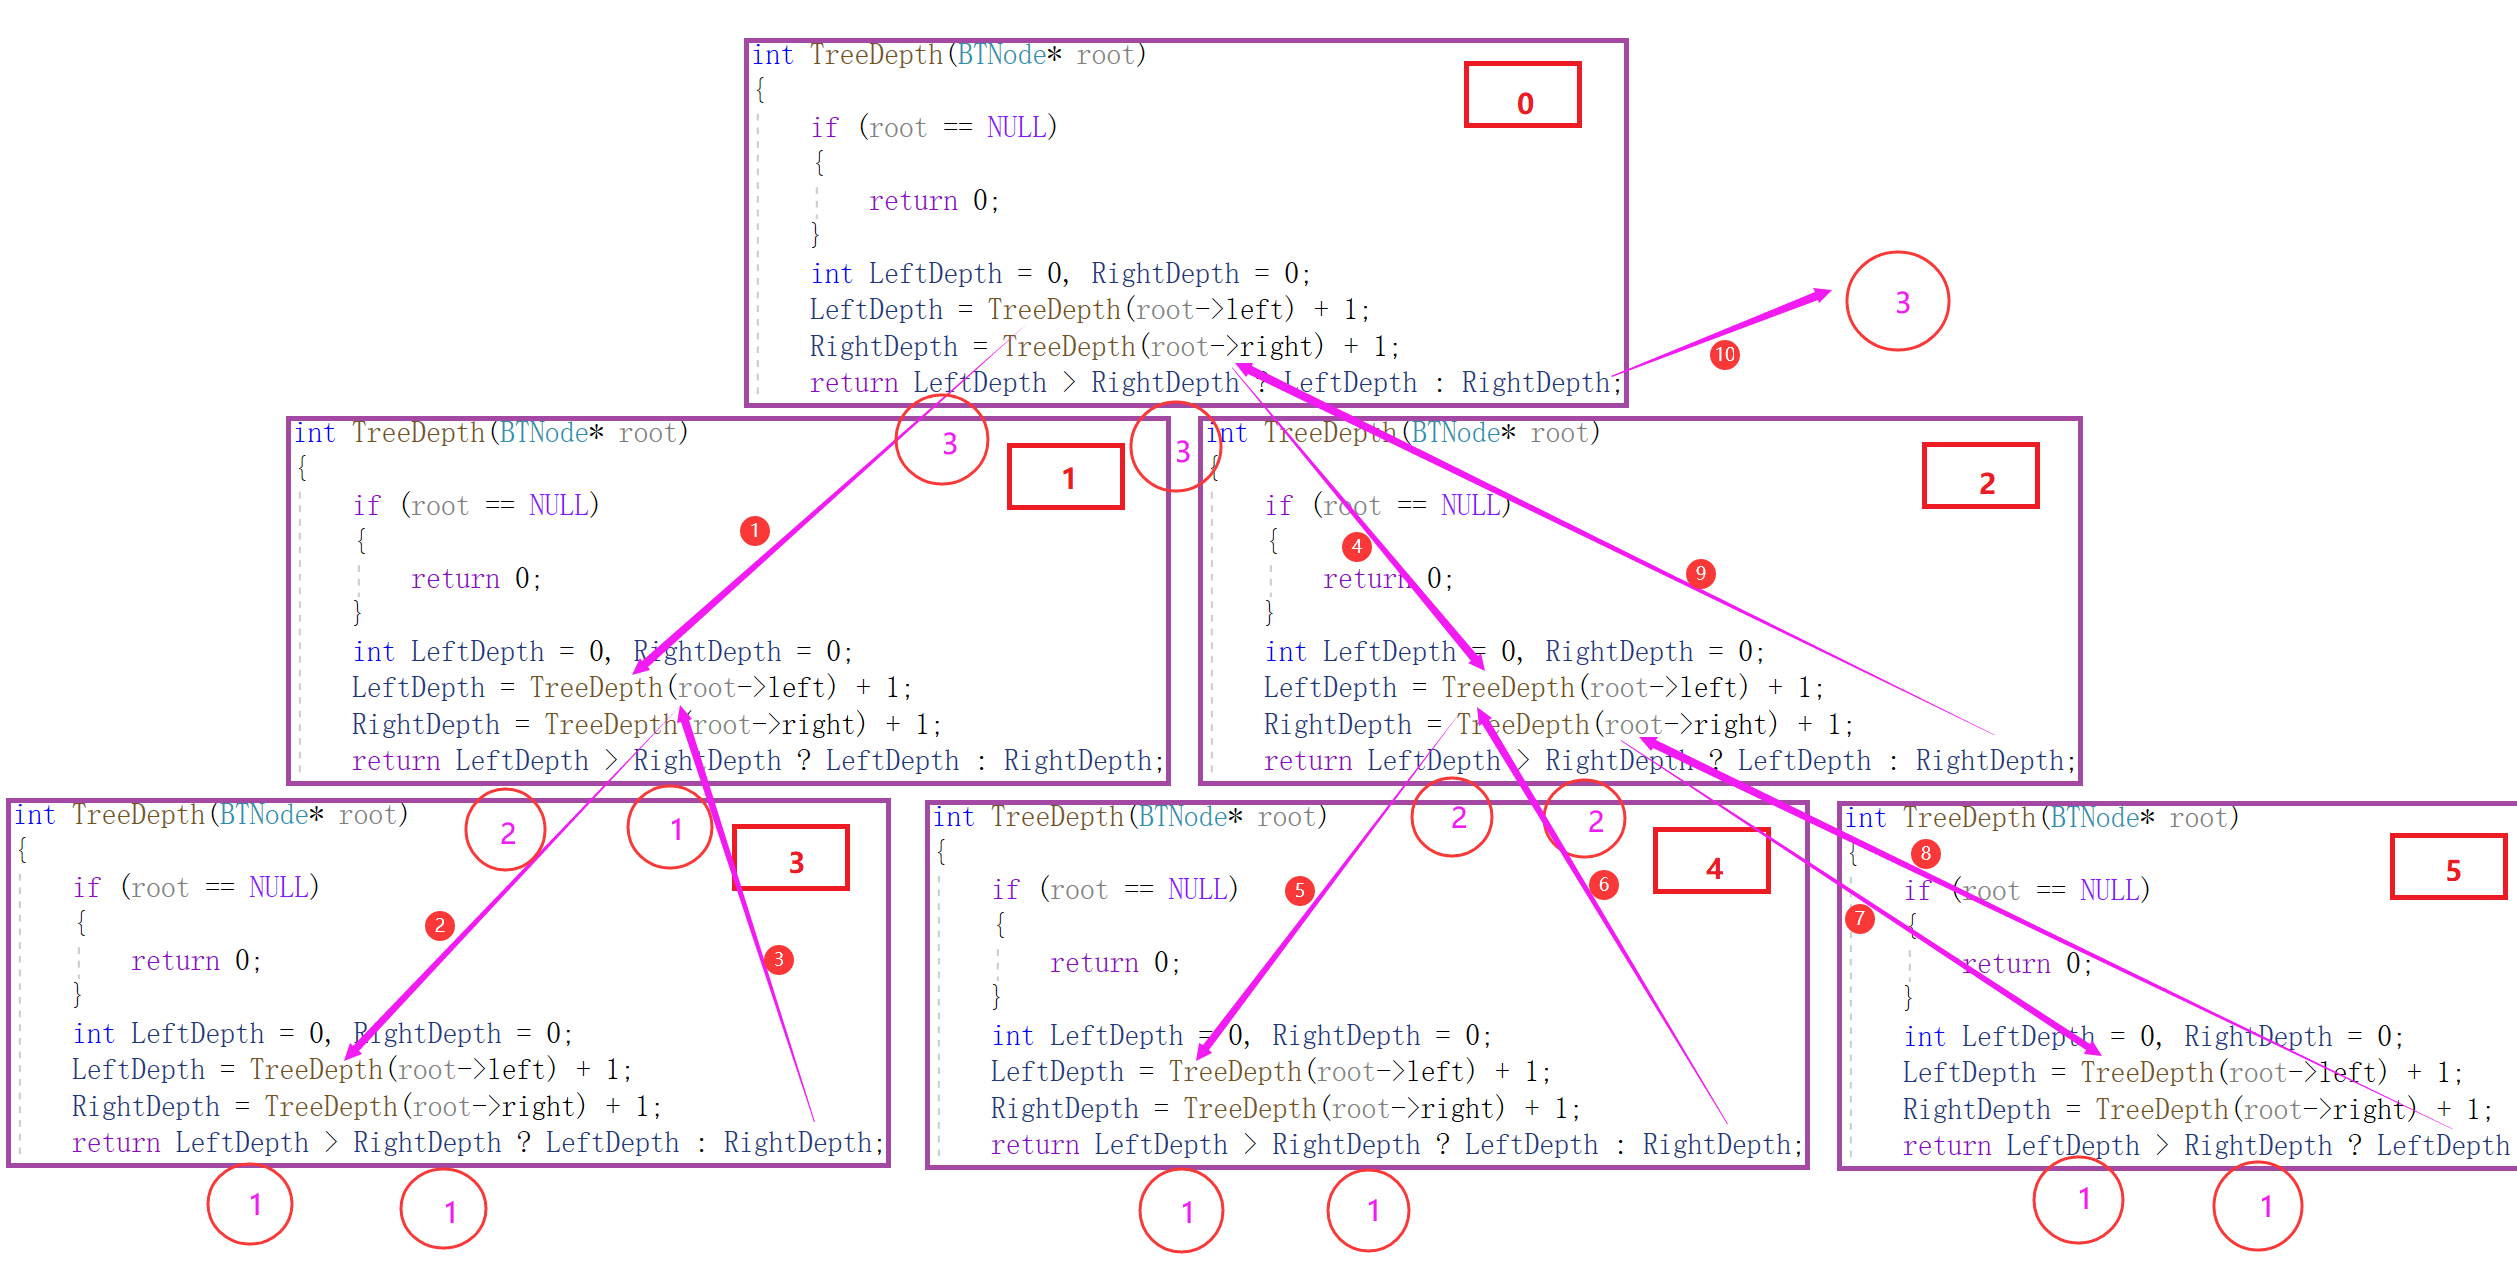 int TreeDepth(BTNode* root)
0
{
if (root == NULL)
{
return 0;
}
int LeftDepth = 0, RightDepth = 0;
LeftDepth = TreeDepth(root->left) + 1;
RightDepth = TreeDepth(root->right) + 1;
return LeftDepth > RightDepth ? LeftDepth : RightDepth;
10
3
int TreeDepth(BTNode* root)
3
1
{
if (root == NULL)
1
{
return 0;
}
int LeftDepth = 0, RightDepth = 0;
LeftDepth = TreeDepth(root->left) + 1;
RightDepth = TreeDepth(root->right) + 1;
return LeftDepth > RightDepth ? LeftDepth : RightDepth;
3
int TreeDepth(BTNode* root)
2
{
if (root == NULL)
{
4
9
return 0;
}
int LeftDepth = 0, RightDepth = 0;
LeftDepth = TreeDepth(root->left) + 1;
RightDepth = TreeDepth(root->right) + 1;
return LeftDepth > RightDepth ? LeftDepth : RightDepth;
int TreeDepth(BTNode* root)
2
1
3
{
if (root == NULL)
{
2
3
return 0;
}
int LeftDepth = 0, RightDepth = 0;
LeftDepth = TreeDepth(root->left) + 1;
RightDepth = TreeDepth(root->right) + 1;
return LeftDepth > RightDepth ? LeftDepth : RightDepth;
1
1
int TreeDepth(BTNode* root)
2
2
4
{
if (root == NULL)
5
6
{
return 0;
}
int LeftDepth = 0, RightDepth = 0;
LeftDepth = TreeDepth(root->left) + 1;
RightDepth = TreeDepth(root->right) + 1;
return LeftDepth > RightDepth ? LeftDepth : RightDepth;
1
1
int TreeDepth(BTNode* root)
{
8
5
if (root == NULL)
7
{
return 0;
}
int LeftDepth = 0, RightDepth = 0;
LeftDepth = TreeDepth(root->left) + 1;
RightDepth = TreeDepth(root->right) + 1;
return LeftDepth > RightDepth ? LeftDepth
1
1